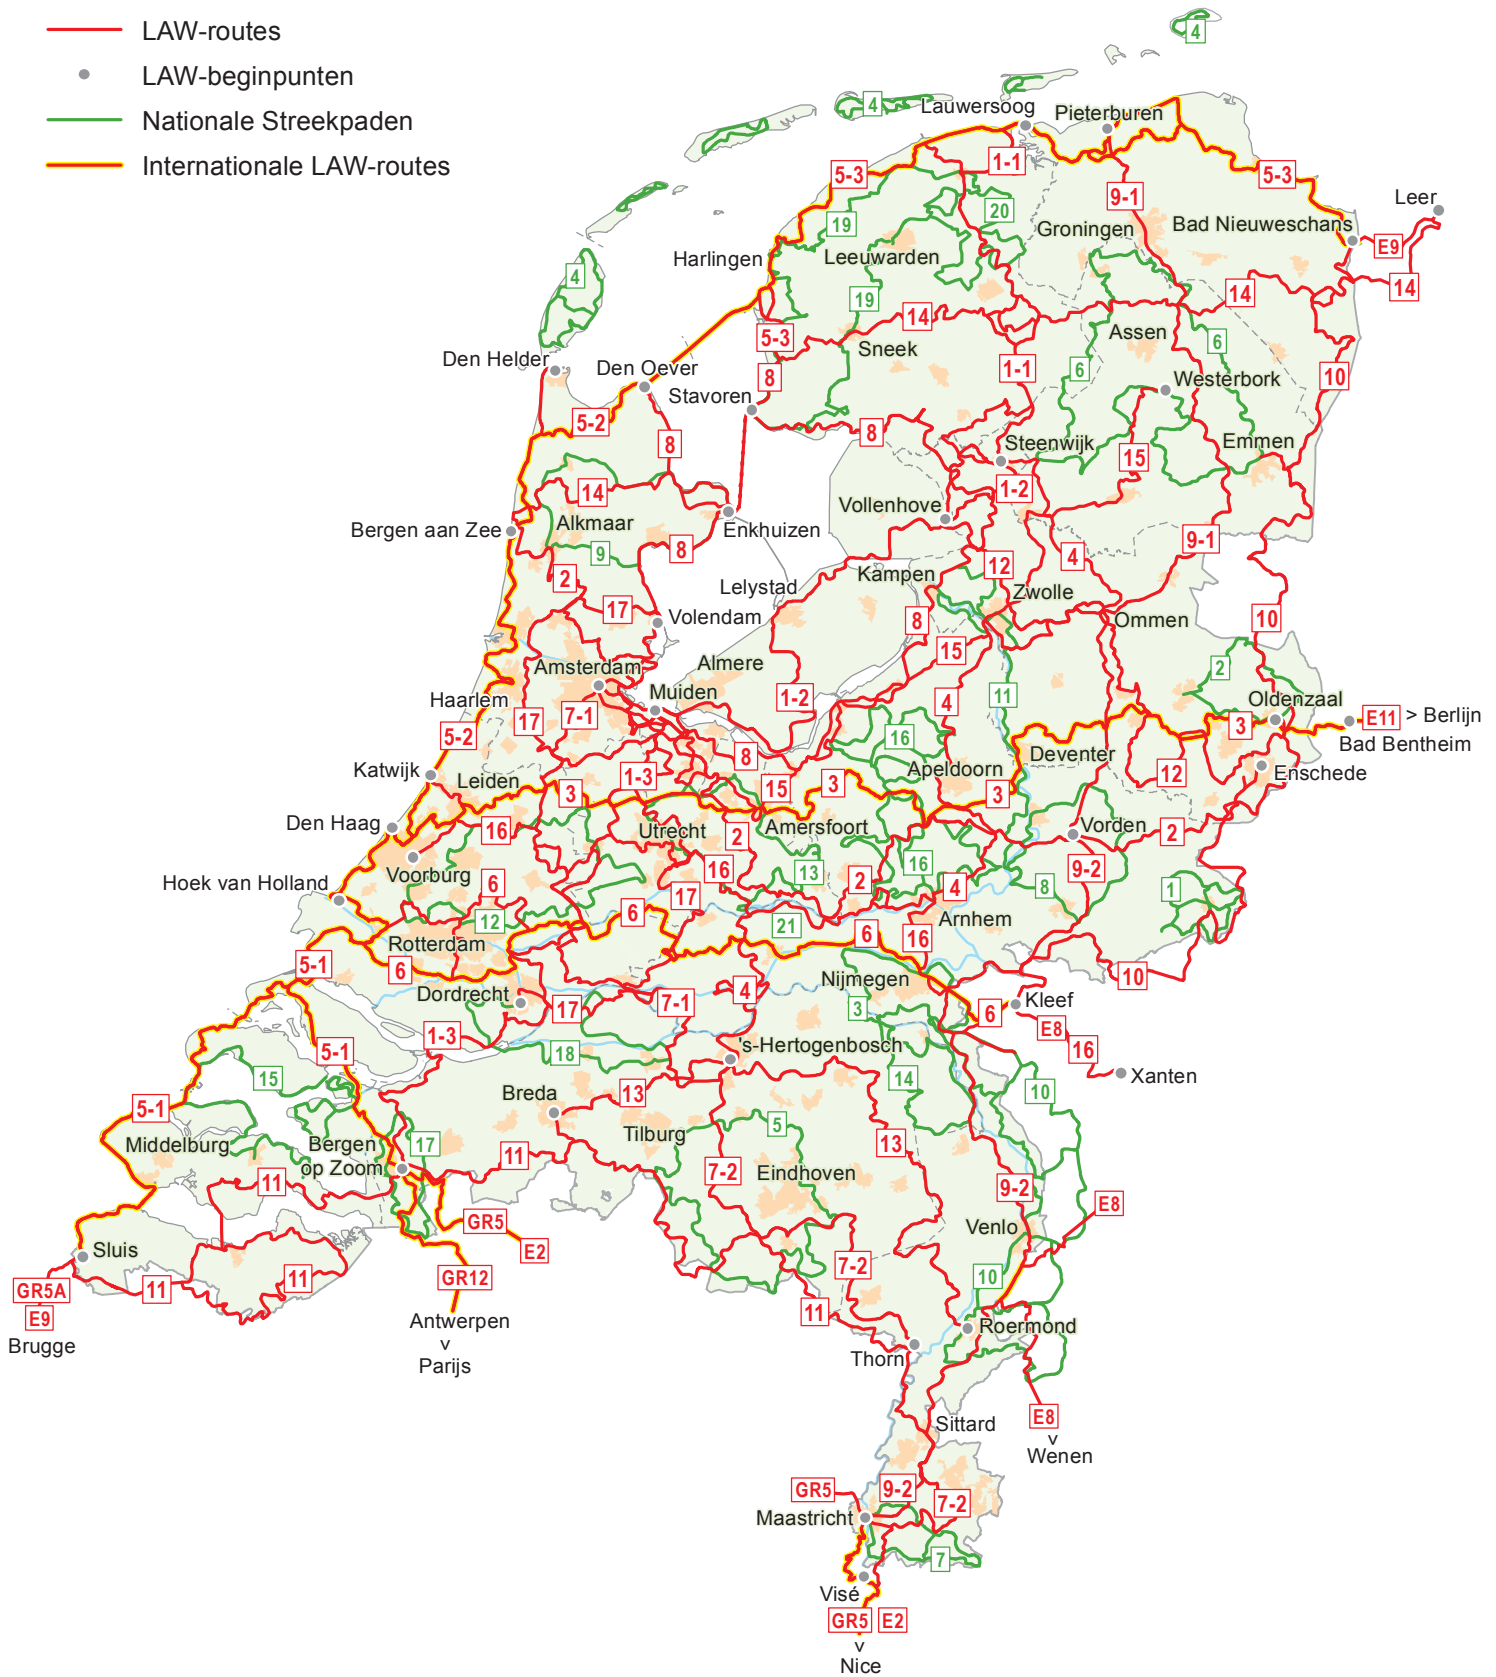 LAW-routes
LAW-beginpunten
Nationale Streekpaden
Internationale LAW-routes
4
4
Lauwersoog
Pieterburen
1-1
5-3
5-3
9-1
Leer
20
19
Groningen
Bad Nieuweschans
E9
Harlingen
Leeuwarden
4
14
14
19
14
5-3
Sneek
Assen
6
Den Helder
Den Oever
6
1-1
8
10
Westerbork
Stavoren
5-2
8
8
Steenwijk
15
Emmen
14
1-2
Alkmaar
Vollenhove
Bergen aan Zee
Enkhuizen
9
8
9-1
4
2
Kampen
12
Lelystad
Zwolle
17
Volendam
8
Ommen
10
15
Amsterdam
Almere
2
Muiden
11
1-2
4
Haarlem
7-1
17
Oldenzaal
E11 > Berlijn
5-2
16
3
Bad Bentheim
8
Deventer
Katwijk
Leiden
1-3
Apeldoorn
12
Enschede
15
3
3
3
Den Haag
16
Utrecht
2
Amersfoort
Vorden
2
Voorburg
16
13
16
9-2
Hoek van Holland
6
17
2
4
8
1
12
6
21
Arnhem
Rotterdam
6
16
5-1
6
10
Nijmegen
Dordrecht
17
7-1
4
3
6
Kleef
E8
1-3
5-1
18
's-Hertogenbosch
16
15
14
Xanten
10
Breda
13
5-1
Middelburg
Bergen
op Zoom
17
Tilburg
5
13
11
11
7-2
Eindhoven
9-2
E8
GR5
Venlo
Sluis
E2
7-2
GR5A
11
11
GR12
10
E9
11
Antwerpen
Roermond
Brugge
v
Parijs
Thorn
E8
Sittard
v
Wenen
GR5
9-2
7-2
Maastricht
7
Visé
GR5
E2
v
Nice